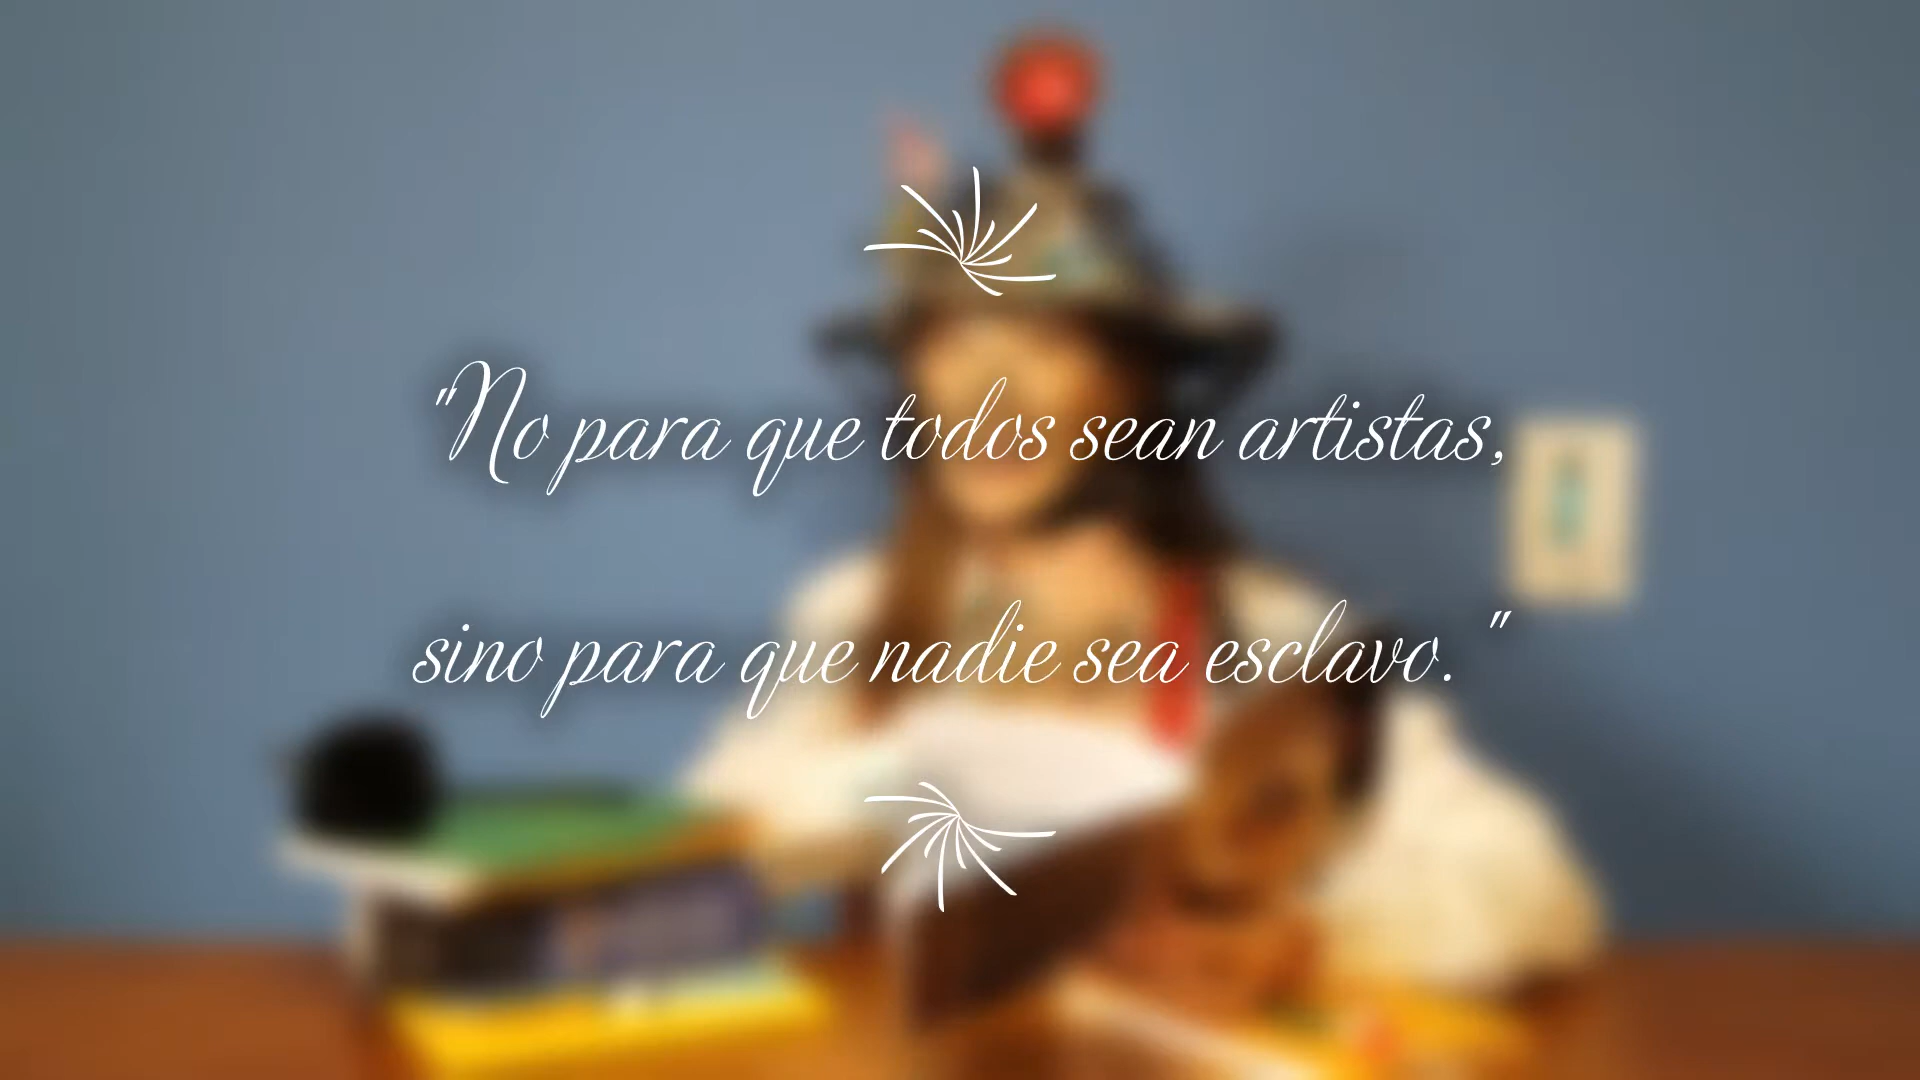 "No para que todos sean artistas,
sino para que nadie sea esclavo. "